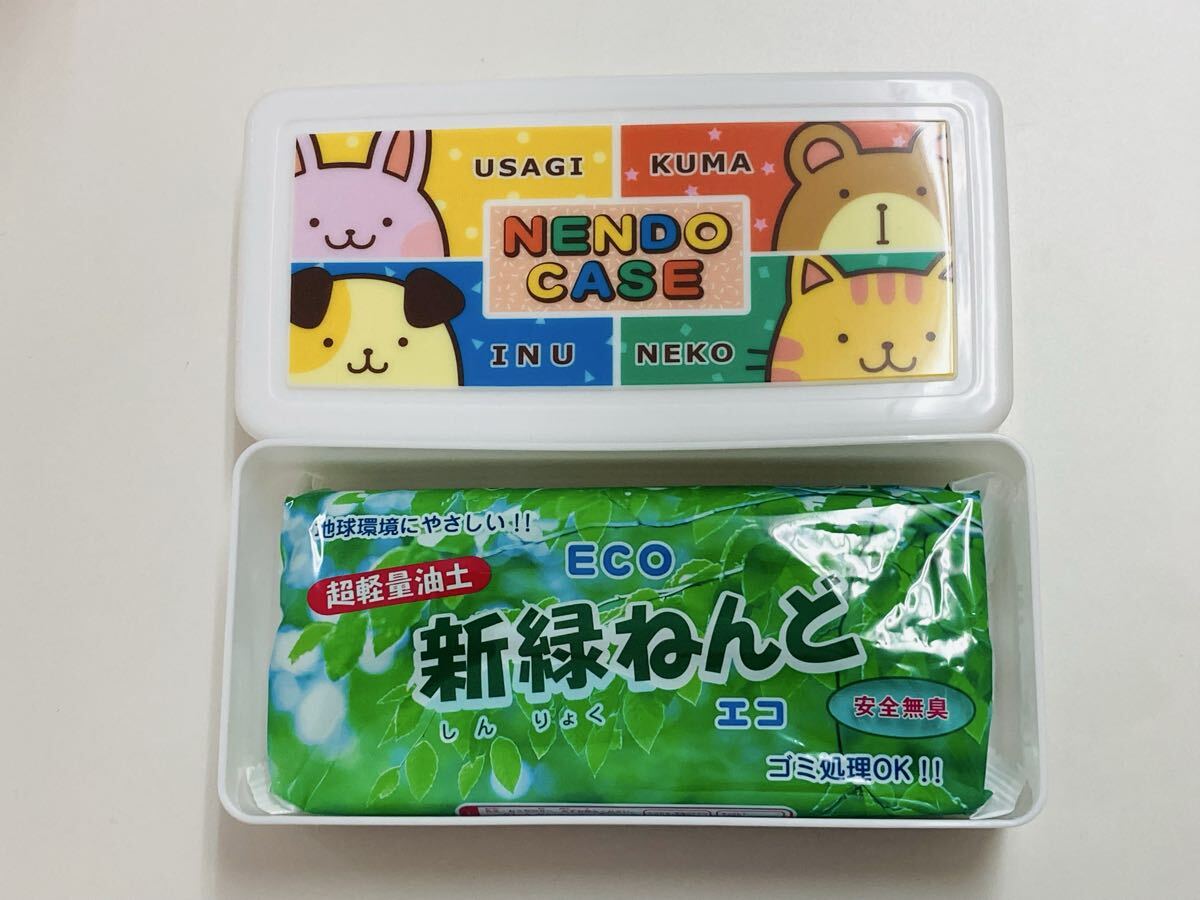 USAGI
KUMA
NENDO
CASE
INU
NEKO
地球環境にやさしい!!
ECO
超軽量油土
新緑ねんど
しんりょく
エコ
安全無臭
ゴミ処理OK!!